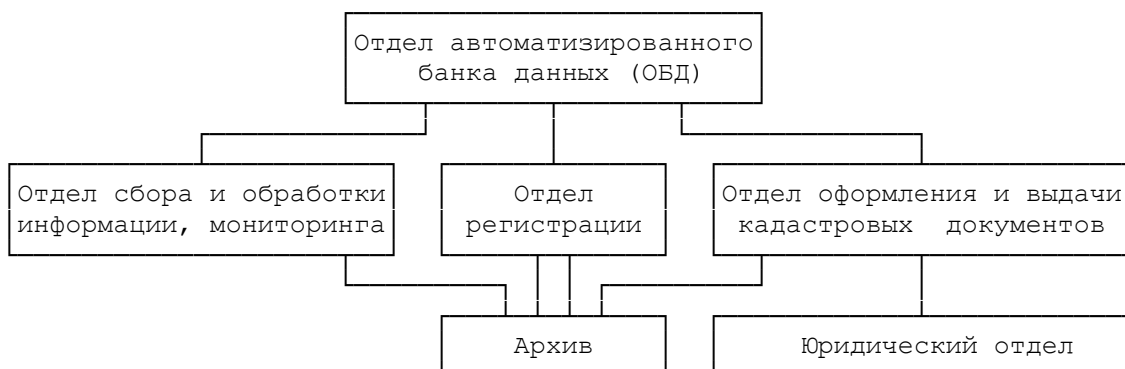 Отдел автоматизированного
банка данных (ОБД)
Отдел сбора и обработки
информации, мониторинга
Отдел
регистрации
Отдел оформления и выдачи
кадастровых документов
Архив
Юридический отдел